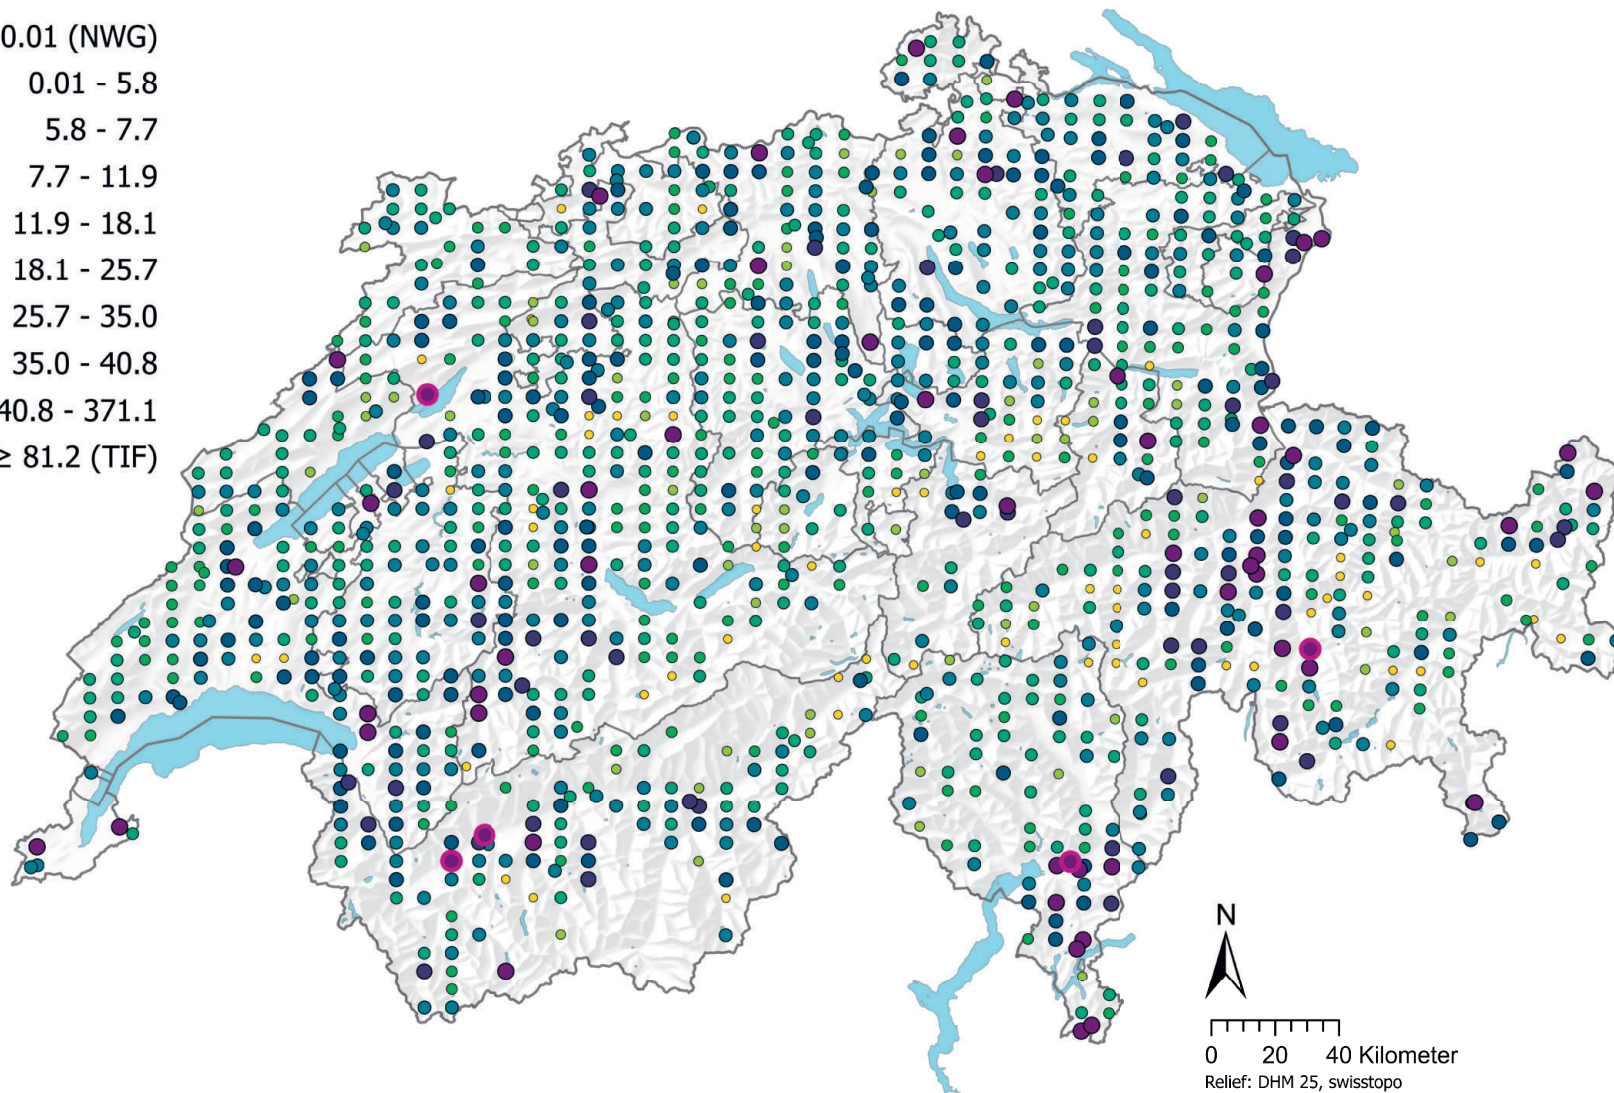 0.01 (NWG)
0.01 - 5.8
5.8 - 7.7
7.7 - 11.9
11.9 - 18.1
18.1 - 25.7
25.7 - 35.0
35.0 - 40.8
40.8 - 371.1
≥ 81.2 (TIF)
N
0 20 40 Kilometer
Relief: DHM 25, swisstopo